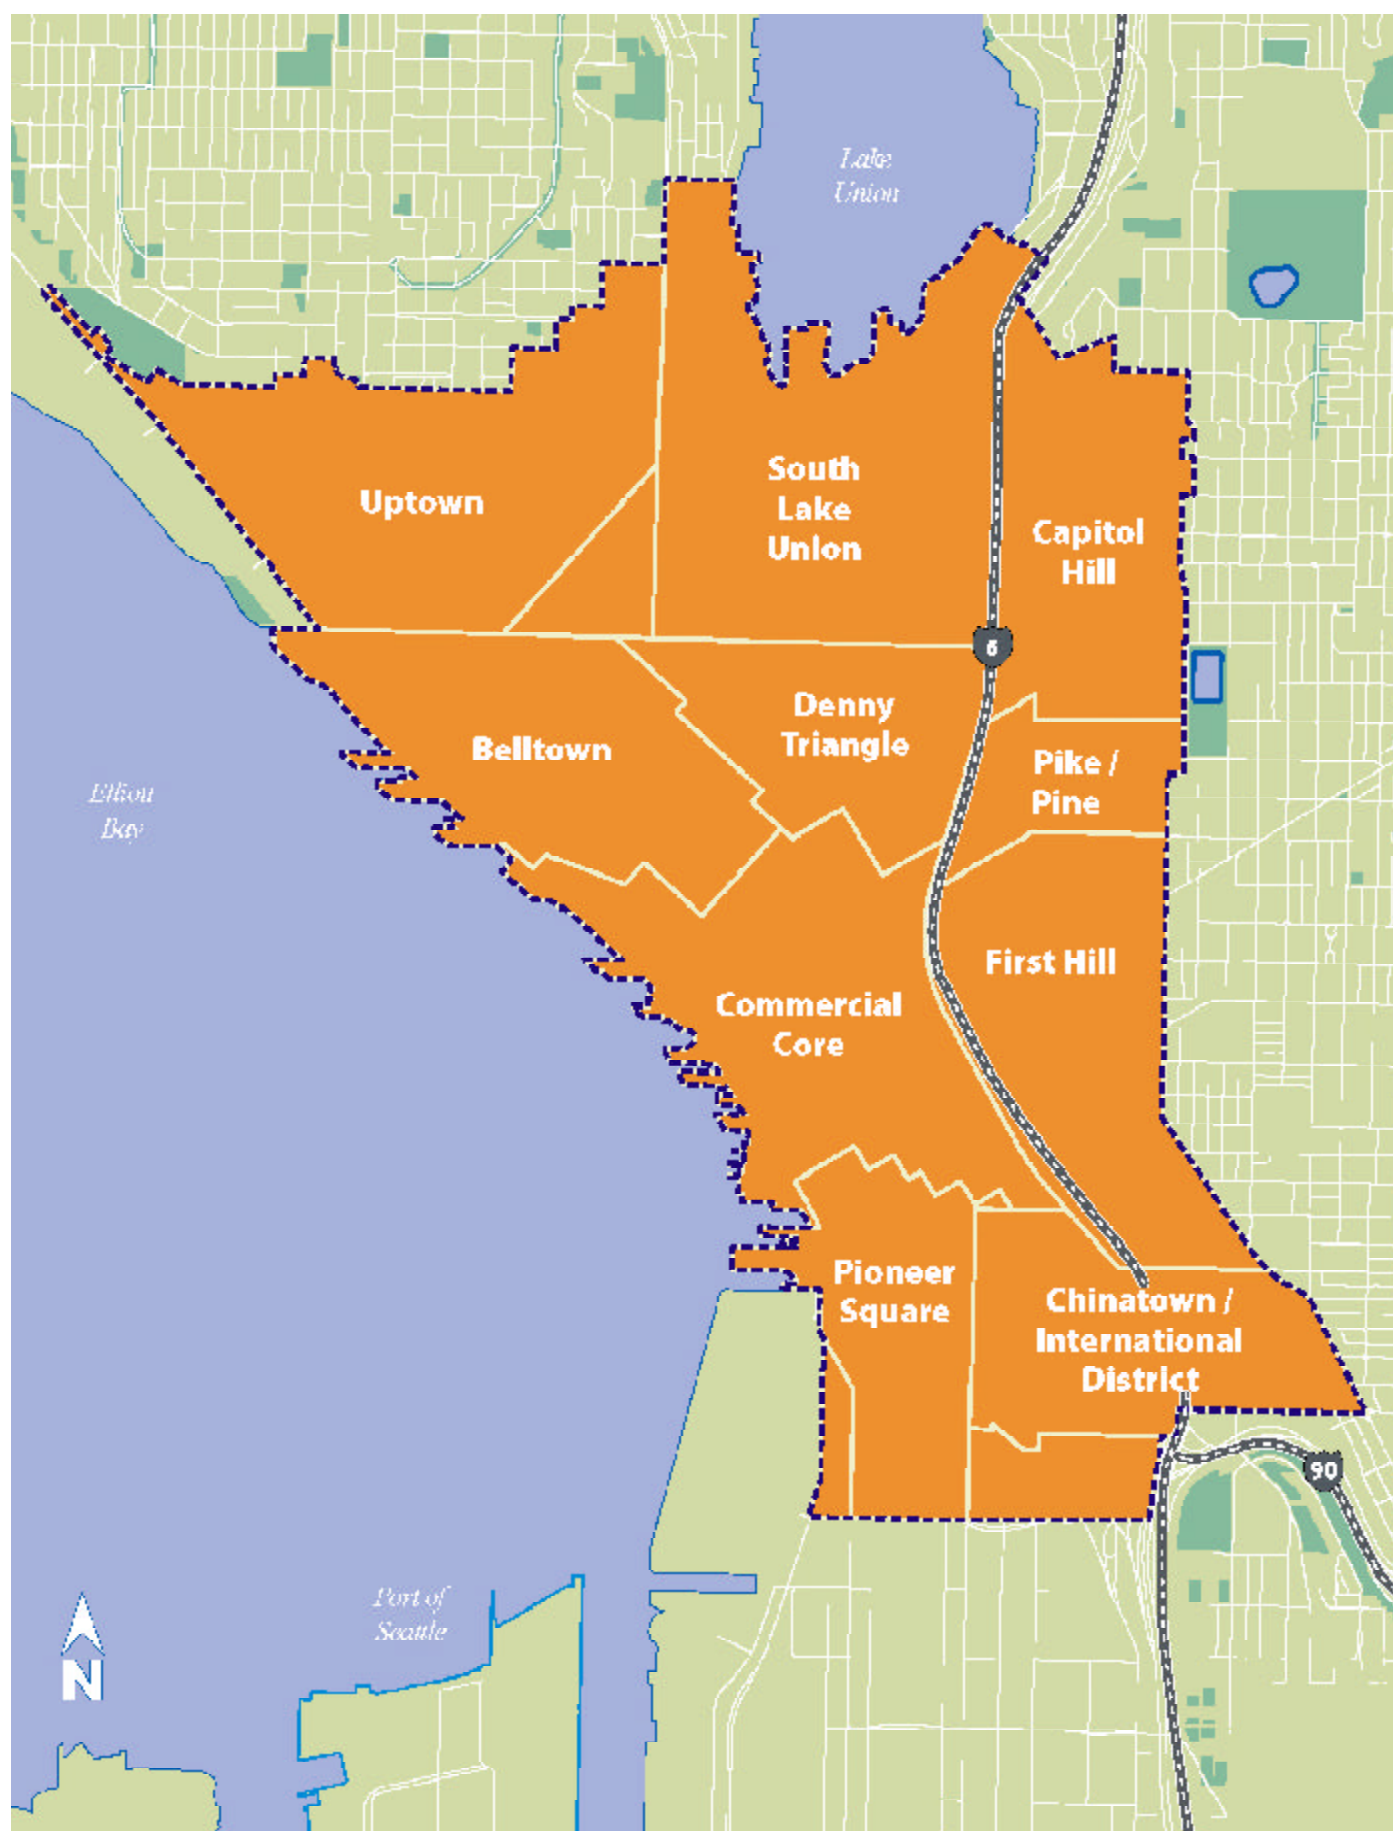 Lake
Union
Uptown
South
Lake
Union
Capitol
Hill
6
Denny
Triangle
Belltown
Pike /
Pine
Elliott
Bay
First Hill
Commercial
Core
Pioneer
Square
Chinatown /
International
District
90
Port of
Seattle
N